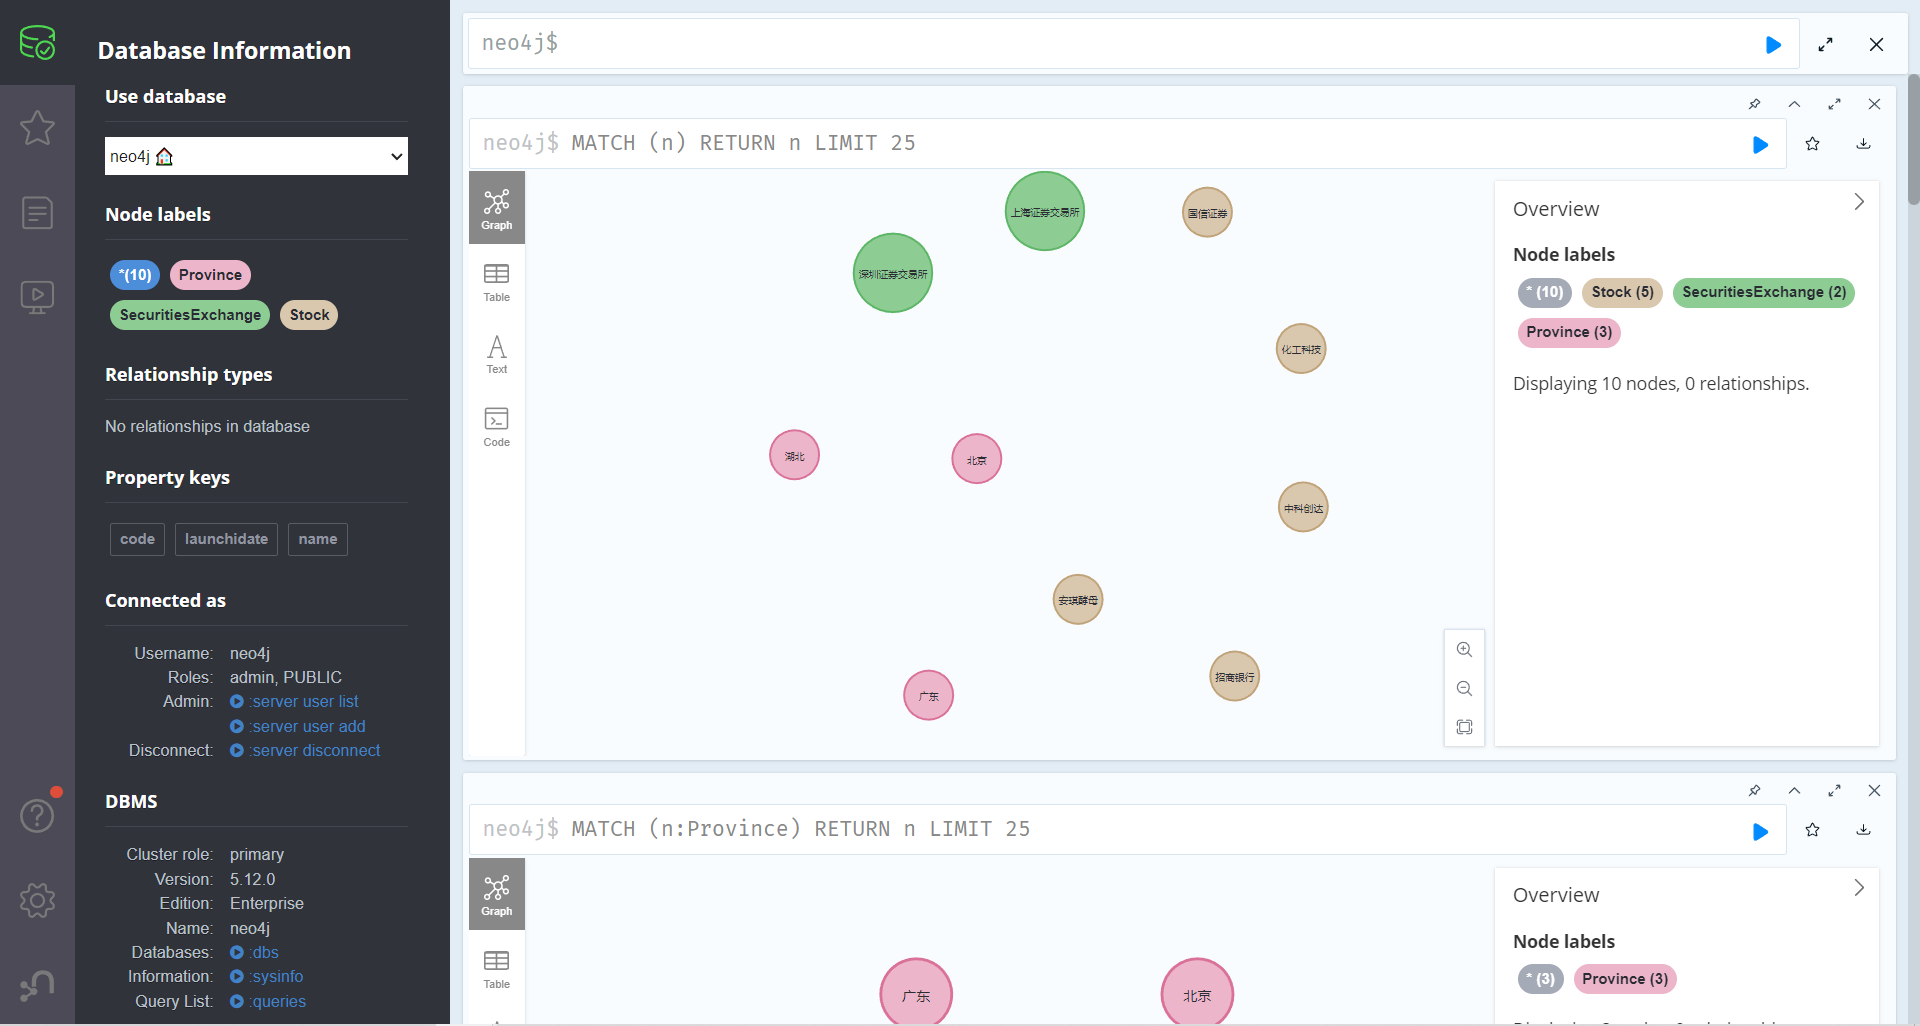 Database Information
Use database
neo4j
Node labels
*(10) Province
SecuritiesExchange Stock
Relationship types
No relationships in database
Property keys
code launchidate name
Connected as
Username: neo4j
Roles: admin, PUBLIC
Admin: :server user list
:server user add
Disconnect: :server disconnect
DBMS
Cluster role: primary
Version: 5.12.0
Edition: Enterprise
Name: neo4j
Databases: :dbs
Information: :sysinfo
Query List: :queries
neo4j$
neo4j$ MATCH (n) RETURN n LIMIT 25
Graph
Table
Text
Code
上海证券交易所
国信证券
深圳证券交易所
化工科技
湖北
北京
中科创达
安琪酵母
招商银行
广东
Overview
Node labels
* (10) Stock (5) SecuritiesExchange (2)
Province (3)
Displaying 10 nodes, 0 relationships.
neo4j$ MATCH (n:Province) RETURN n LIMIT 25
Graph
Table
广东
北京
Overview
Node labels
* (3) Province (3)